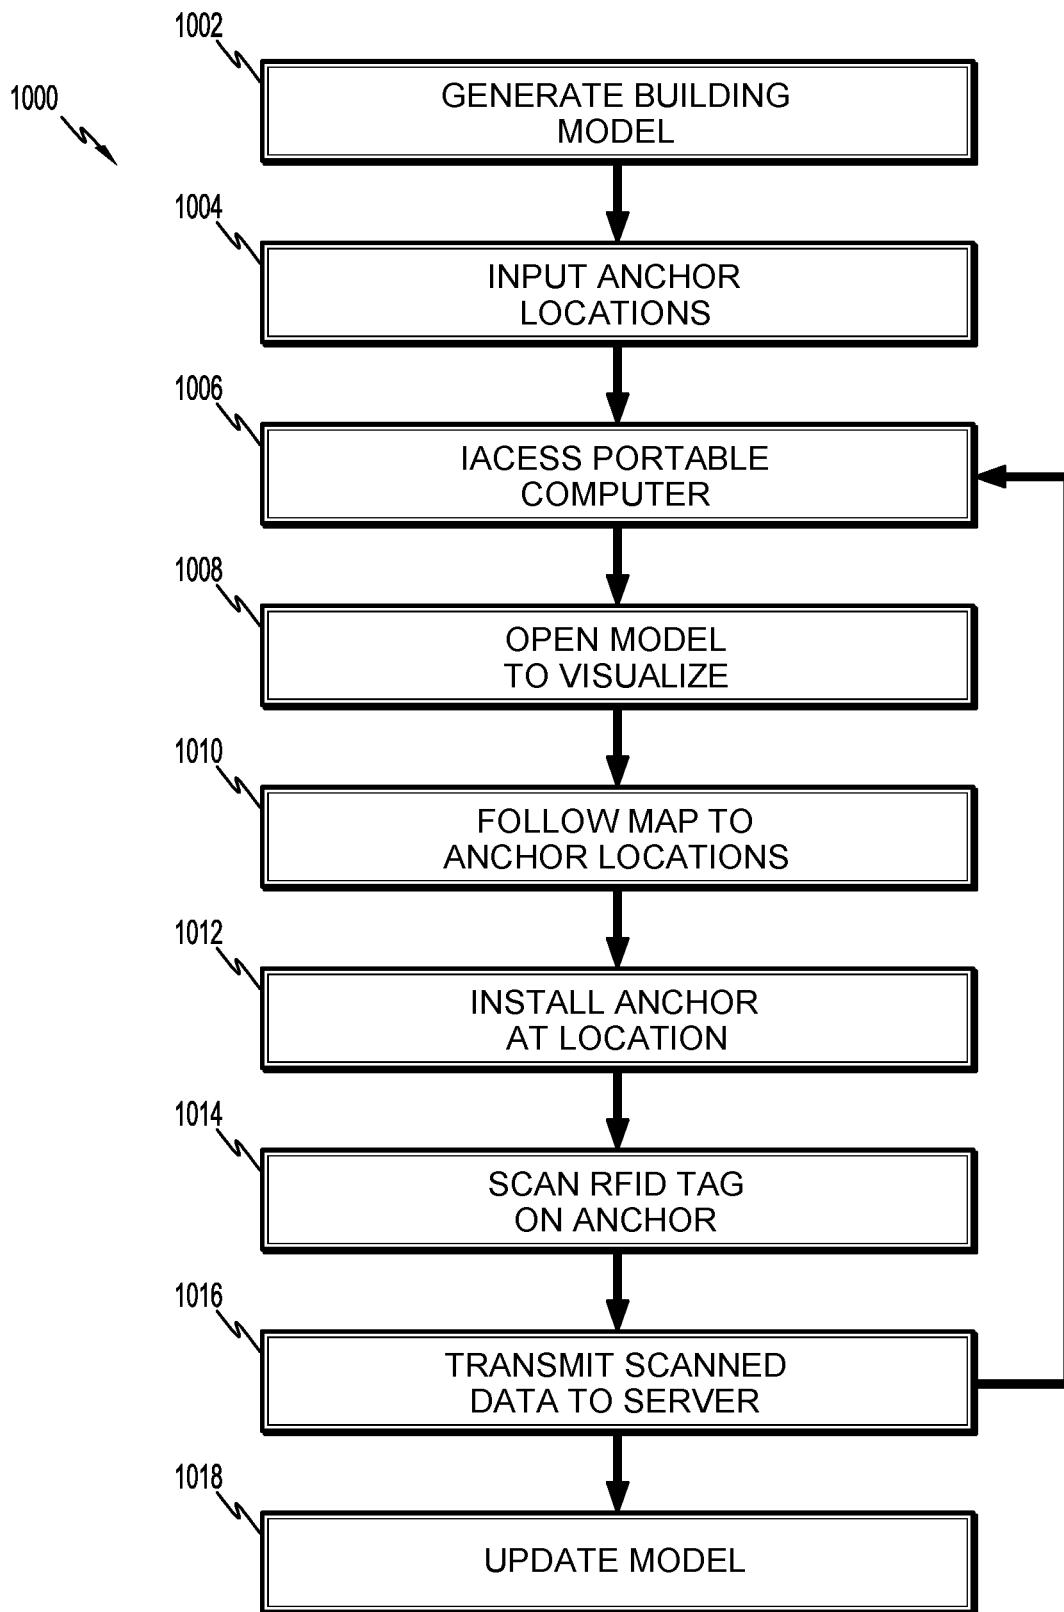 1000
1002
GENERATE BUILDING
MODEL
1004
INPUT ANCHOR
LOCATIONS
1006
IACESS PORTABLE
COMPUTER
1008
OPEN MODEL
TO VISUALIZE
1010
FOLLOW MAP TO
ANCHOR LOCATIONS
1012
INSTALL ANCHOR
AT LOCATION
1014
SCAN RFID TAG
ON ANCHOR
1016
TRANSMIT SCANNED
DATA TO SERVER
1018
UPDATE MODEL